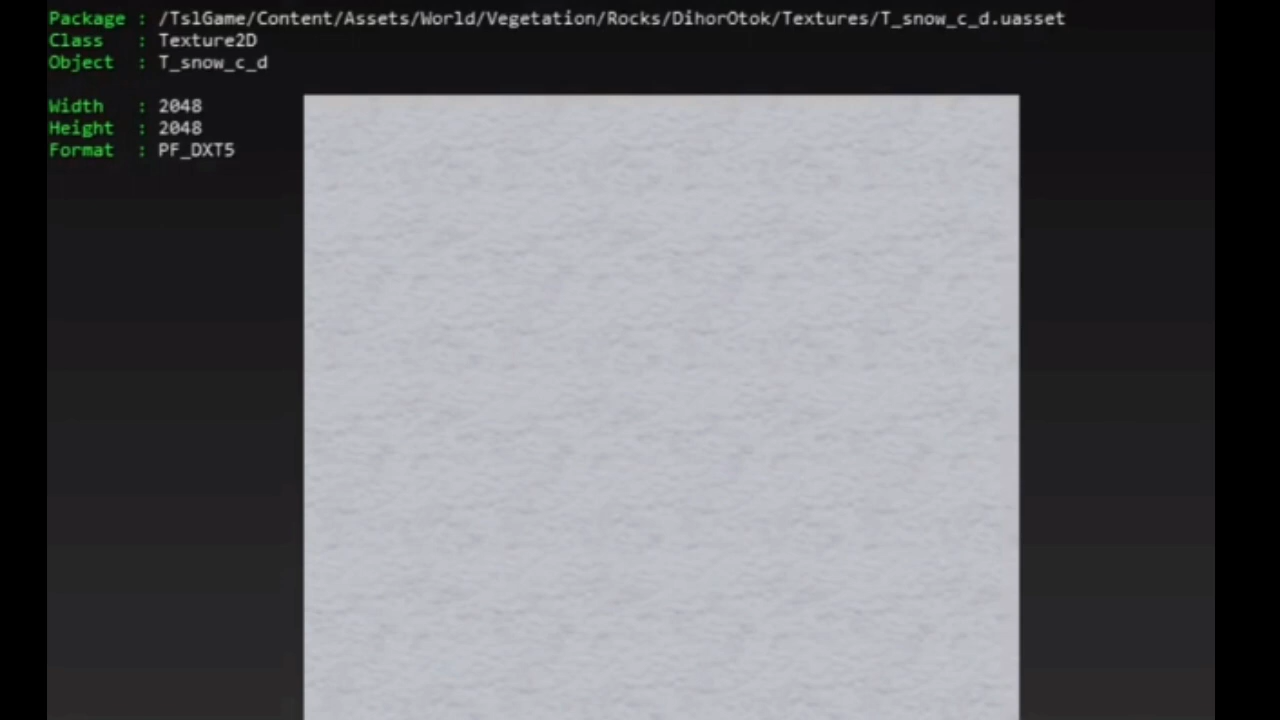 Package : /TslGame/Content/Assets/World/Vegetation/Rocks/DihorOtok/Textures/T_snow_c_d.uasset
Class : Texture2D
Object : T_snow_c_d
Width : 2048
Height : 2048
Format : PF_DXT5